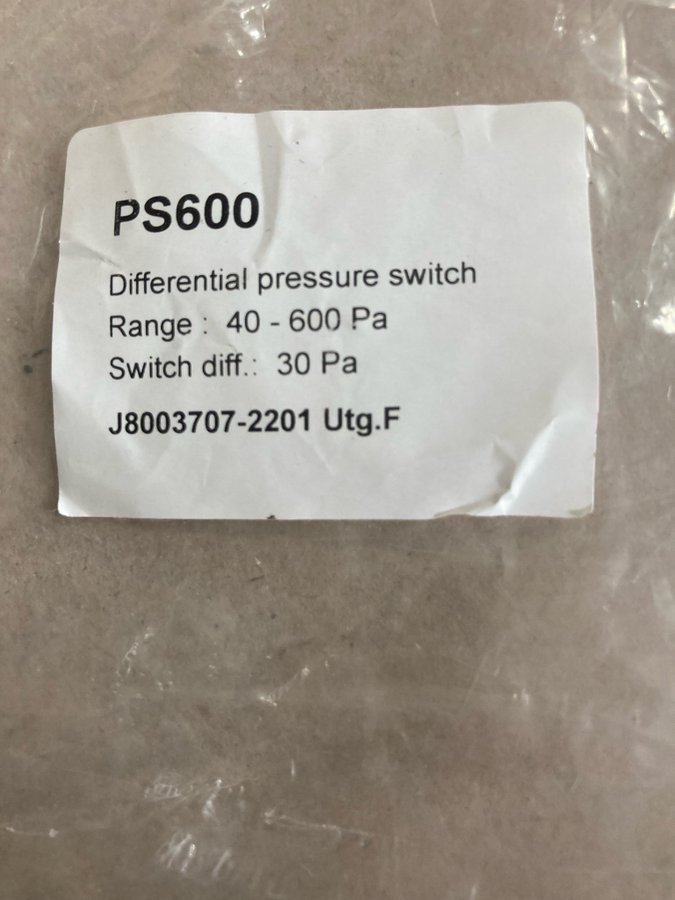 PS600
Differential pressure switch
Range : 40 - 600 Pa
Switch diff.: 30 Pa
J8003707-2201 Utg.F